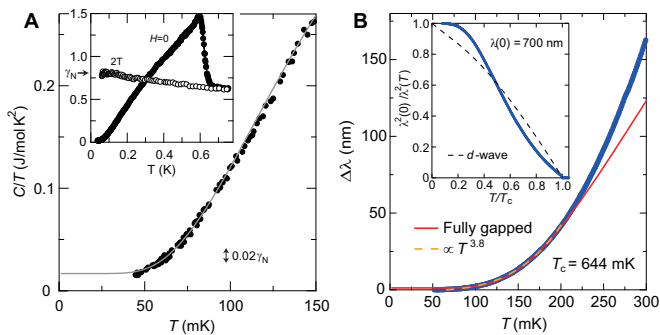 A
B
C/T (J/mol K²)
0.2
0.1
0
0
50
100
150
T (mK)
0.02γN
1.5
1.0
γN
0.5
0
0
0.2
0.4
0.6
T (K)
H=0
2T
Δλ (nm)
150
100
50
0
0
50
100
150
200
250
300
T (mK)
Fully gapped
∝ T^3.8
Tc = 644 mK
λ²(0)/λ²(T)
1.0
0.8
0.6
0.4
0.2
0.0
0.0
0.2
0.4
0.6
0.8
1.0
T/Tc
λ(0) = 700 nm
d-wave